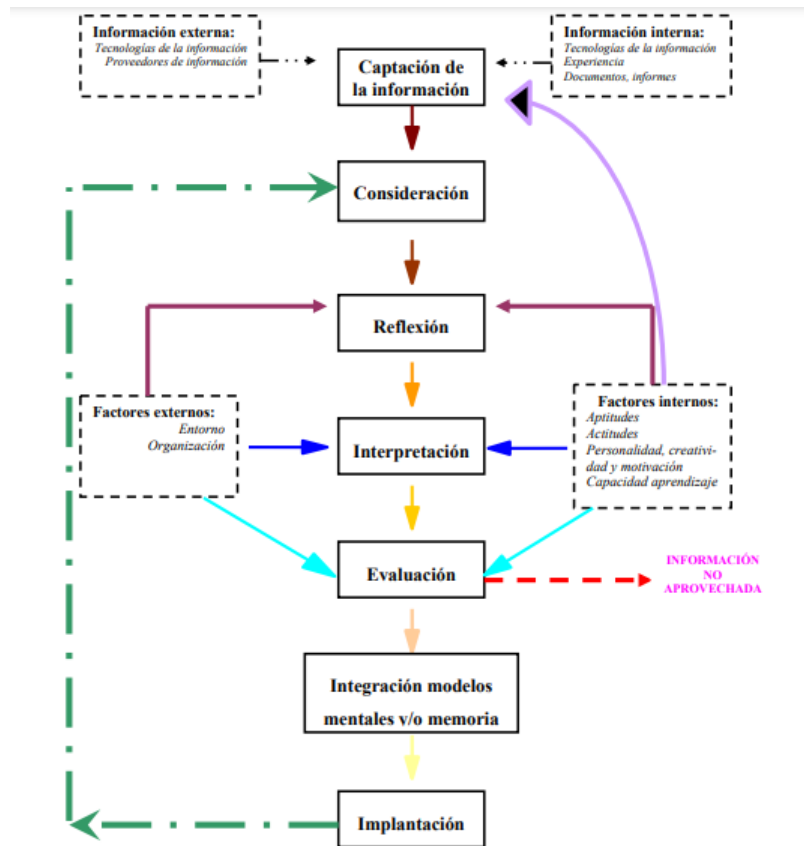 Información externa:
Tecnologías de la información
Proveedores de información
Información interna:
Tecnologías de la información
Experiencia
Documentos, informes
Captación de
la información
Consideración
Reflexión
Factores externos:
Entorno
Organización
Factores internos:
Aptitudes
Actitudes
Personalidad, creativi-
dad y motivación
Capacidad aprendizaje
Interpretación
Evaluación
INFORMACIÓN
NO
APROVECHADA
Integración modelos
mentales y/o memoria
Implantación